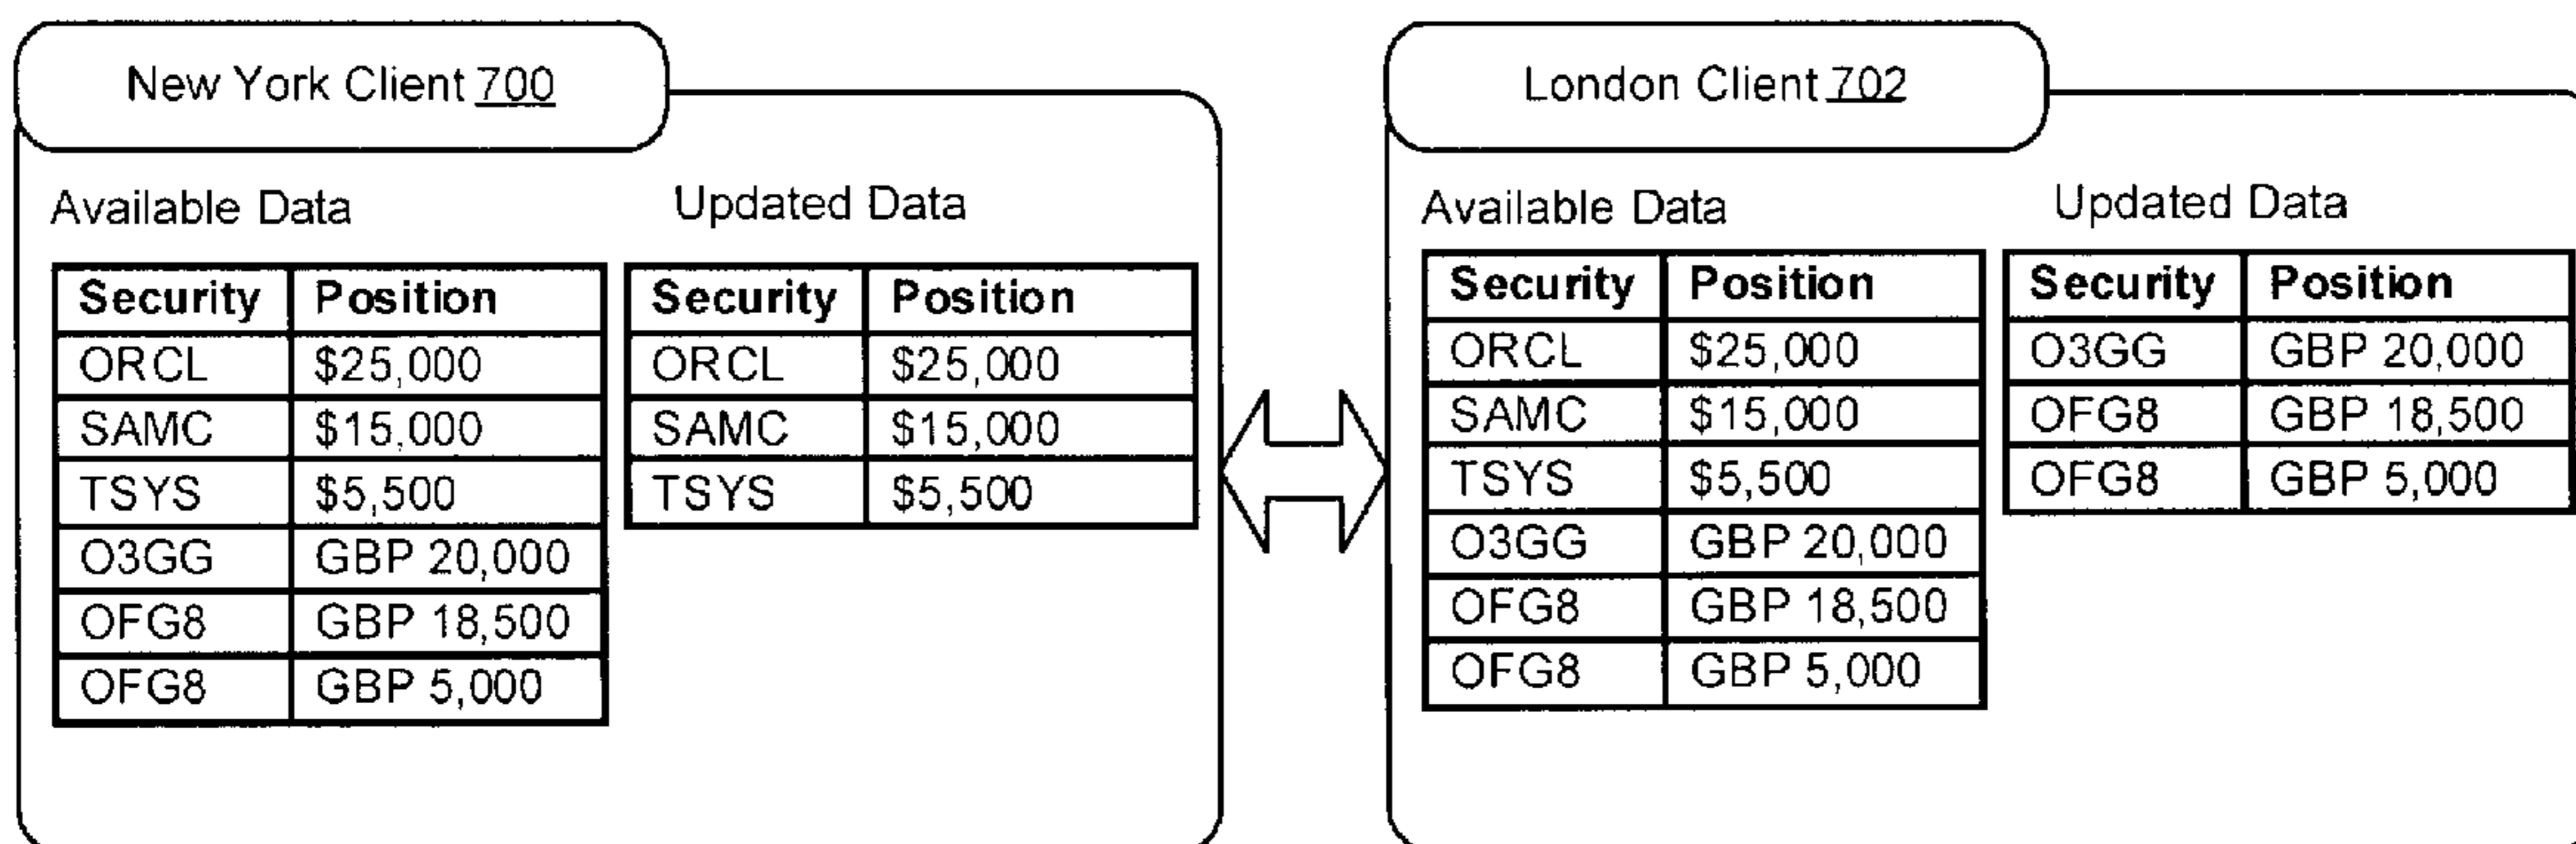 New York Client 700
Available Data
Updated Data
Security Position
ORCL $25,000
SAMC $15,000
TSYS $5,500
O3GG GBP 20,000
OFG8 GBP 18,500
OFG8 GBP 5,000
Security Position
ORCL $25,000
SAMC $15,000
TSYS $5,500
London Client 702
Available Data
Updated Data
Security Position
ORCL $25,000
SAMC $15,000
TSYS $5,500
O3GG GBP 20,000
OFG8 GBP 18,500
OFG8 GBP 5,000
Security Position
O3GG GBP 20,000
OFG8 GBP 18,500
OFG8 GBP 5,000